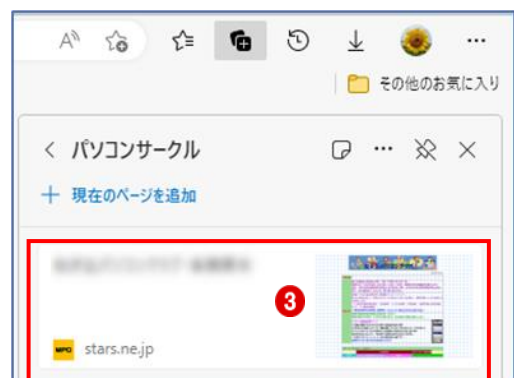 その他のお気に入り
パソコンサークル
現在のページを追加
3
stars.ne.jp